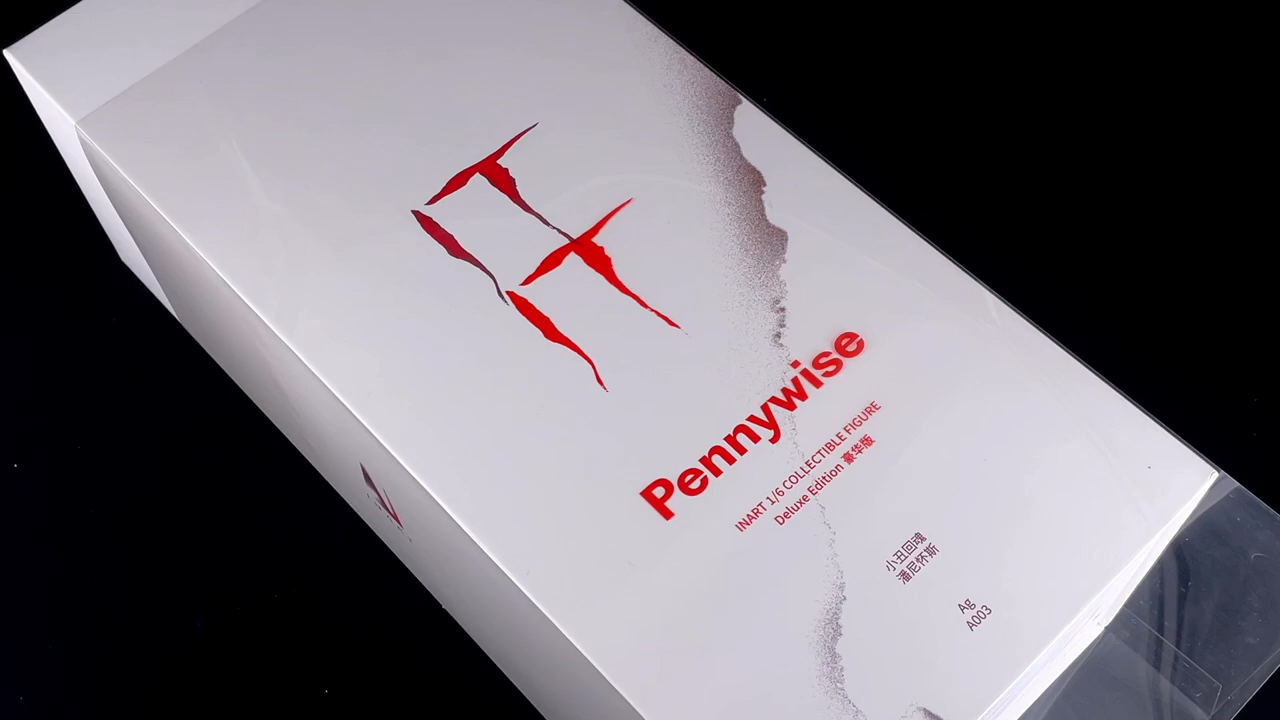 IT
Pennywise
INART 1/6 COLLECTIBLE FIGURE
Deluxe Edition 豪华版
小丑回魂
潘尼怀斯
Ag
A003